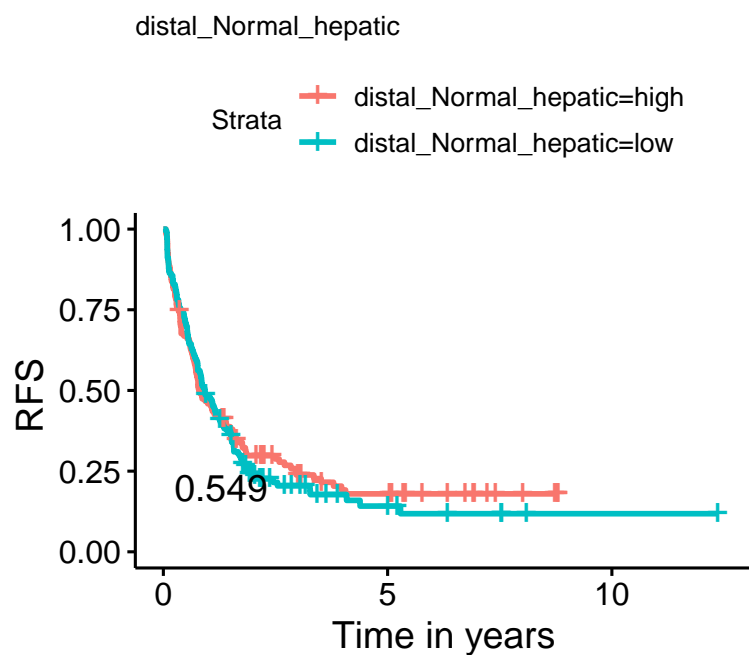 distal_Normal_hepatic
Strata
distal_Normal_hepatic=high
distal_Normal_hepatic=low
1.00
0.75
0.50
0.25
0.00
RFS
0.549
0
5
10
Time in years